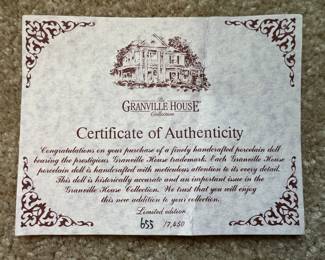 The
GRANVILLE HOUSE
Collection
Certificate of Authenticity
Congratulations on your purchase of a finely handcrafted porcelain doll
bearing the prestigious Granville House trademark. Each Granville House
porcelain doll is handcrafted with meticulous attention to its every detail.
This doll is historically accurate and an important issue in the
Granville House Collection. We trust that you will enjoy
this new addition to your collection.
Limited edition
653 /7,450